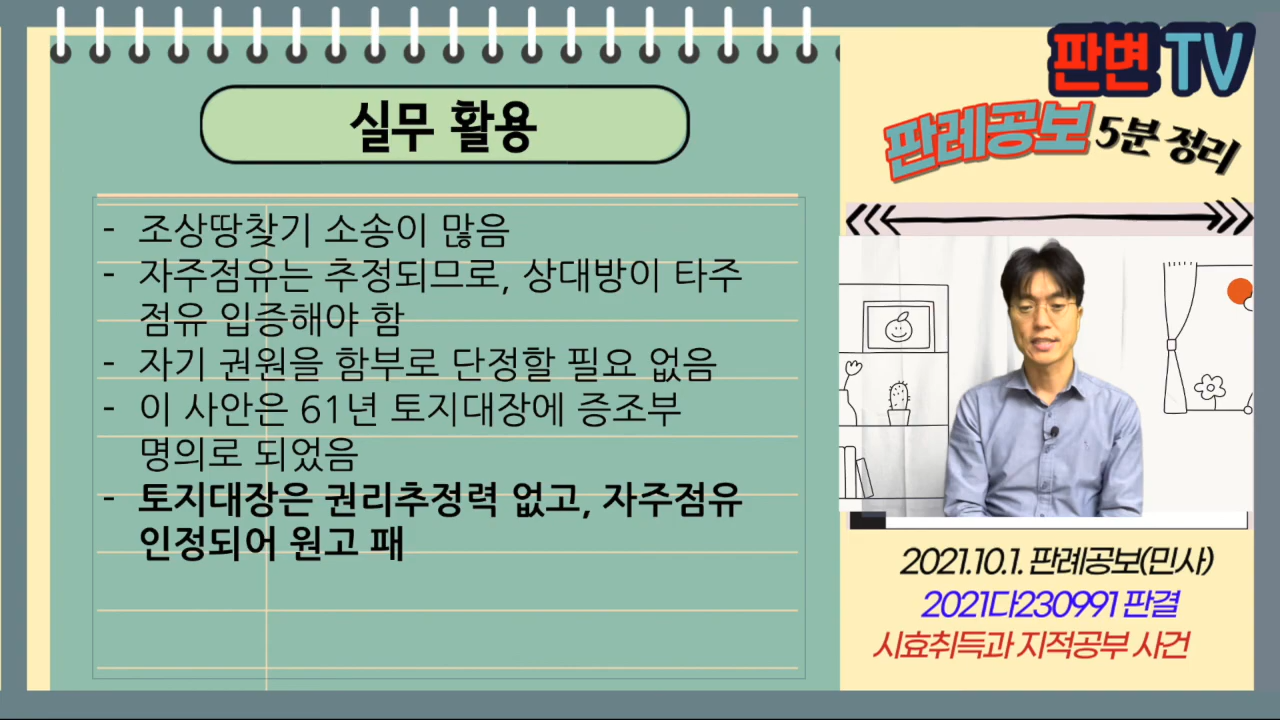 실무 활용
- 조상땅찾기 소송이 많음
- 자주점유는 추정되므로, 상대방이 타주
점유 입증해야 함
- 자기 권원을 함부로 단정할 필요 없음
- 이 사안은 61년 토지대장에 증조부
명의로 되었음
- 토지대장은 권리추정력 없고, 자주점유
인정되어 원고 패
판변 TV
판례공보 5분 정리
2021.10.1. 판례공보(민사)
2021다230991 판결
시효취득과 지적공부 사건